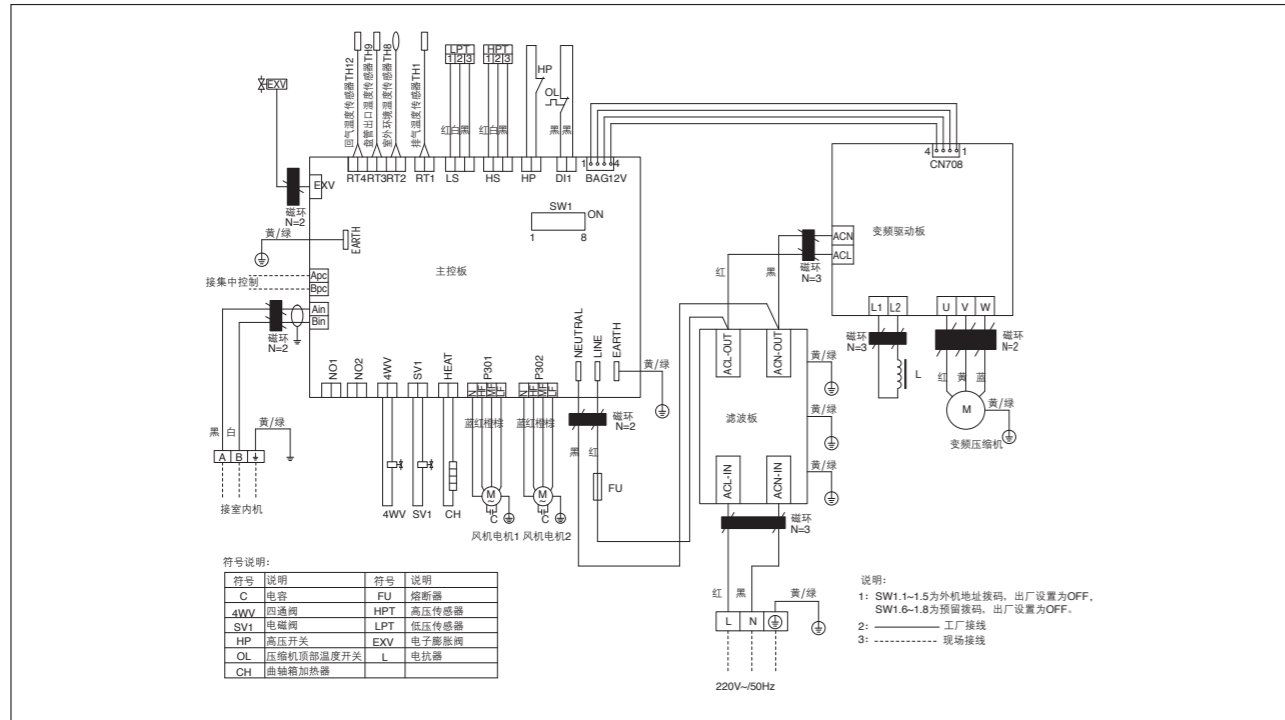 回气温度传感器TH12
盘管出口温度传感器TH9
室外环境温度传感器TH8
排气温度传感器TH1
LPT
1 2 3
红 白 黑
HPT
1 2 3
红 白 黑
HP
OL
黑 黑
EXV
EXV
磁环
N=2
RT4 RT3 RT2 RT1 LS HS HP DI1
1 4
BAG12V
4 1
CN708
SW1
ON
1 8
黄/绿
EARTH
主控板
接集中控制
Apc
Bpc
Ain
Bin
磁环
N=2
变频驱动板
ACN
ACL
磁环
N=3
红 黑
L1 L2
U V W
磁环
N=3
磁环
N=2
L
红 黄 蓝
M
黄/绿
变频压缩机
NO1 NO2 4WV SV1 HEAT P301 P302
N HF MF LF
N HF MF LF
NEUTRAL LINE EARTH
黄/绿
蓝 红 橙 棕
蓝 红 橙 棕
磁环
N=2
黑 红
FU
黑 白 黄/绿
A B
接室内机
4WV SV1 CH
M
~
C
风机电机1
M
~
C
风机电机2
ACL-OUT ACN-OUT
黄/绿
滤波板
黄/绿
ACL-IN ACN-IN
黄/绿
磁环
N=3
红 黑 黄/绿
L N
220V~/50Hz
符号说明:
符号 说明 符号 说明
C 电容 FU 熔断器
4WV 四通阀 HPT 高压传感器
SV1 电磁阀 LPT 低压传感器
HP 高压开关 EXV 电子膨胀阀
OL 压缩机顶部温度开关 L 电抗器
CH 曲轴箱加热器
说明:
1: SW1.1~1.5为外机地址拨码, 出厂设置为OFF,
SW1.6~1.8为预留拨码, 出厂设置为OFF。
2: 工厂接线
3: 现场接线